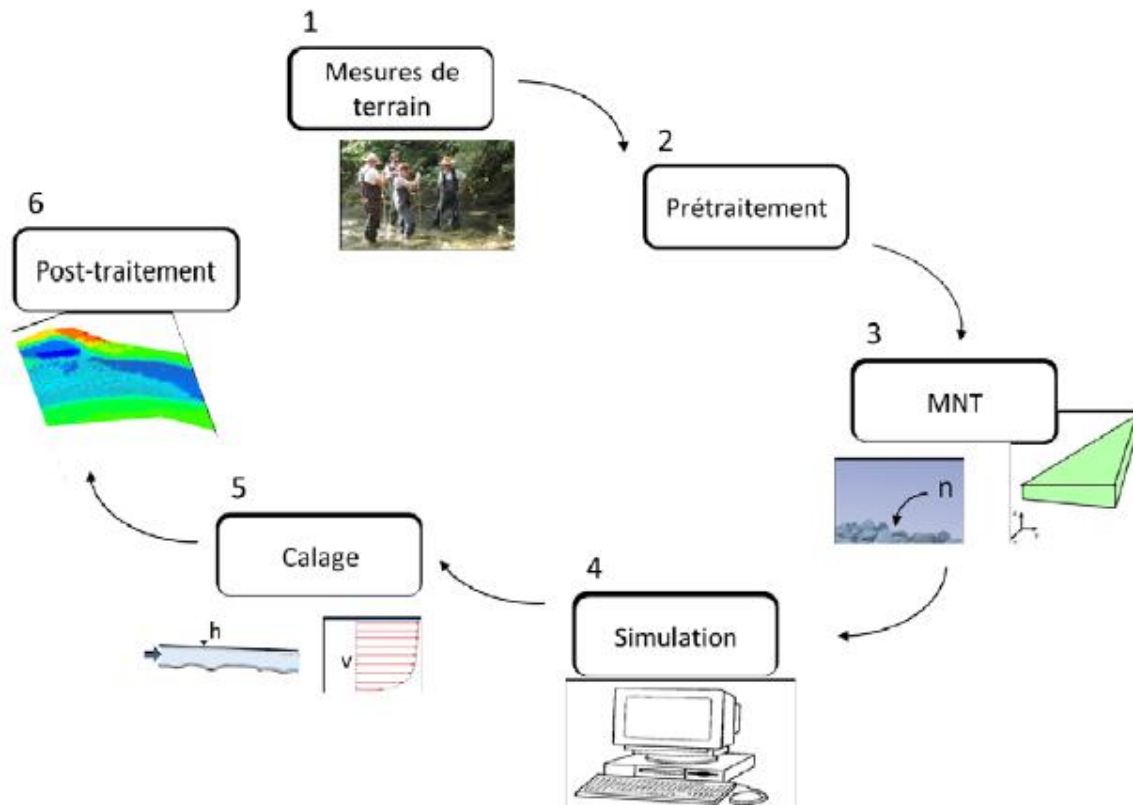 1
Mesures de
terrain
2
Prétraitement
3
MNT
n
4
Simulation
5
Calage
h
v
6
Post-traitement